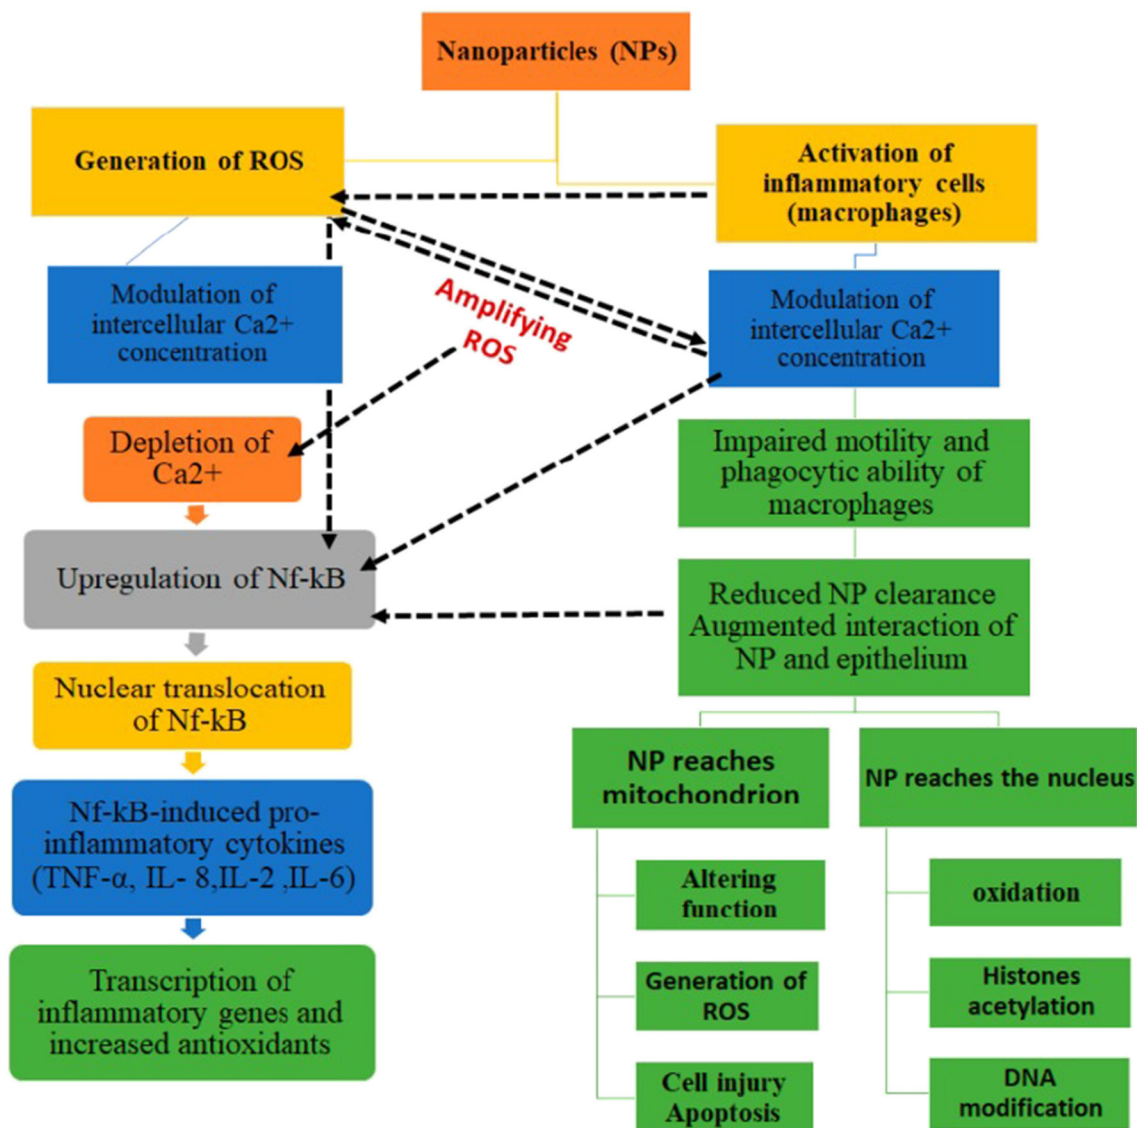 Nanoparticles (NPs)
Generation of ROS
Activation of
inflammatory cells
(macrophages)
Modulation of
intercellular Ca2+
concentration
Amplifying
ROS
Modulation of
intercellular Ca2+
concentration
Depletion of
Ca2+
Impaired motility and
phagocytic ability of
macrophages
Upregulation of Nf-kB
Reduced NP clearance
Augmented interaction of
NP and epithelium
Nuclear translocation
of Nf-kB
Nf-kB-induced pro-
inflammatory cytokines
(TNF-α, IL- 8,IL-2 ,IL-6)
Transcription of
inflammatory genes and
increased antioxidants
NP reaches
mitochondrion
Altering
function
Generation of
ROS
Cell injury
Apoptosis
NP reaches the nucleus
oxidation
Histones
acetylation
DNA
modification